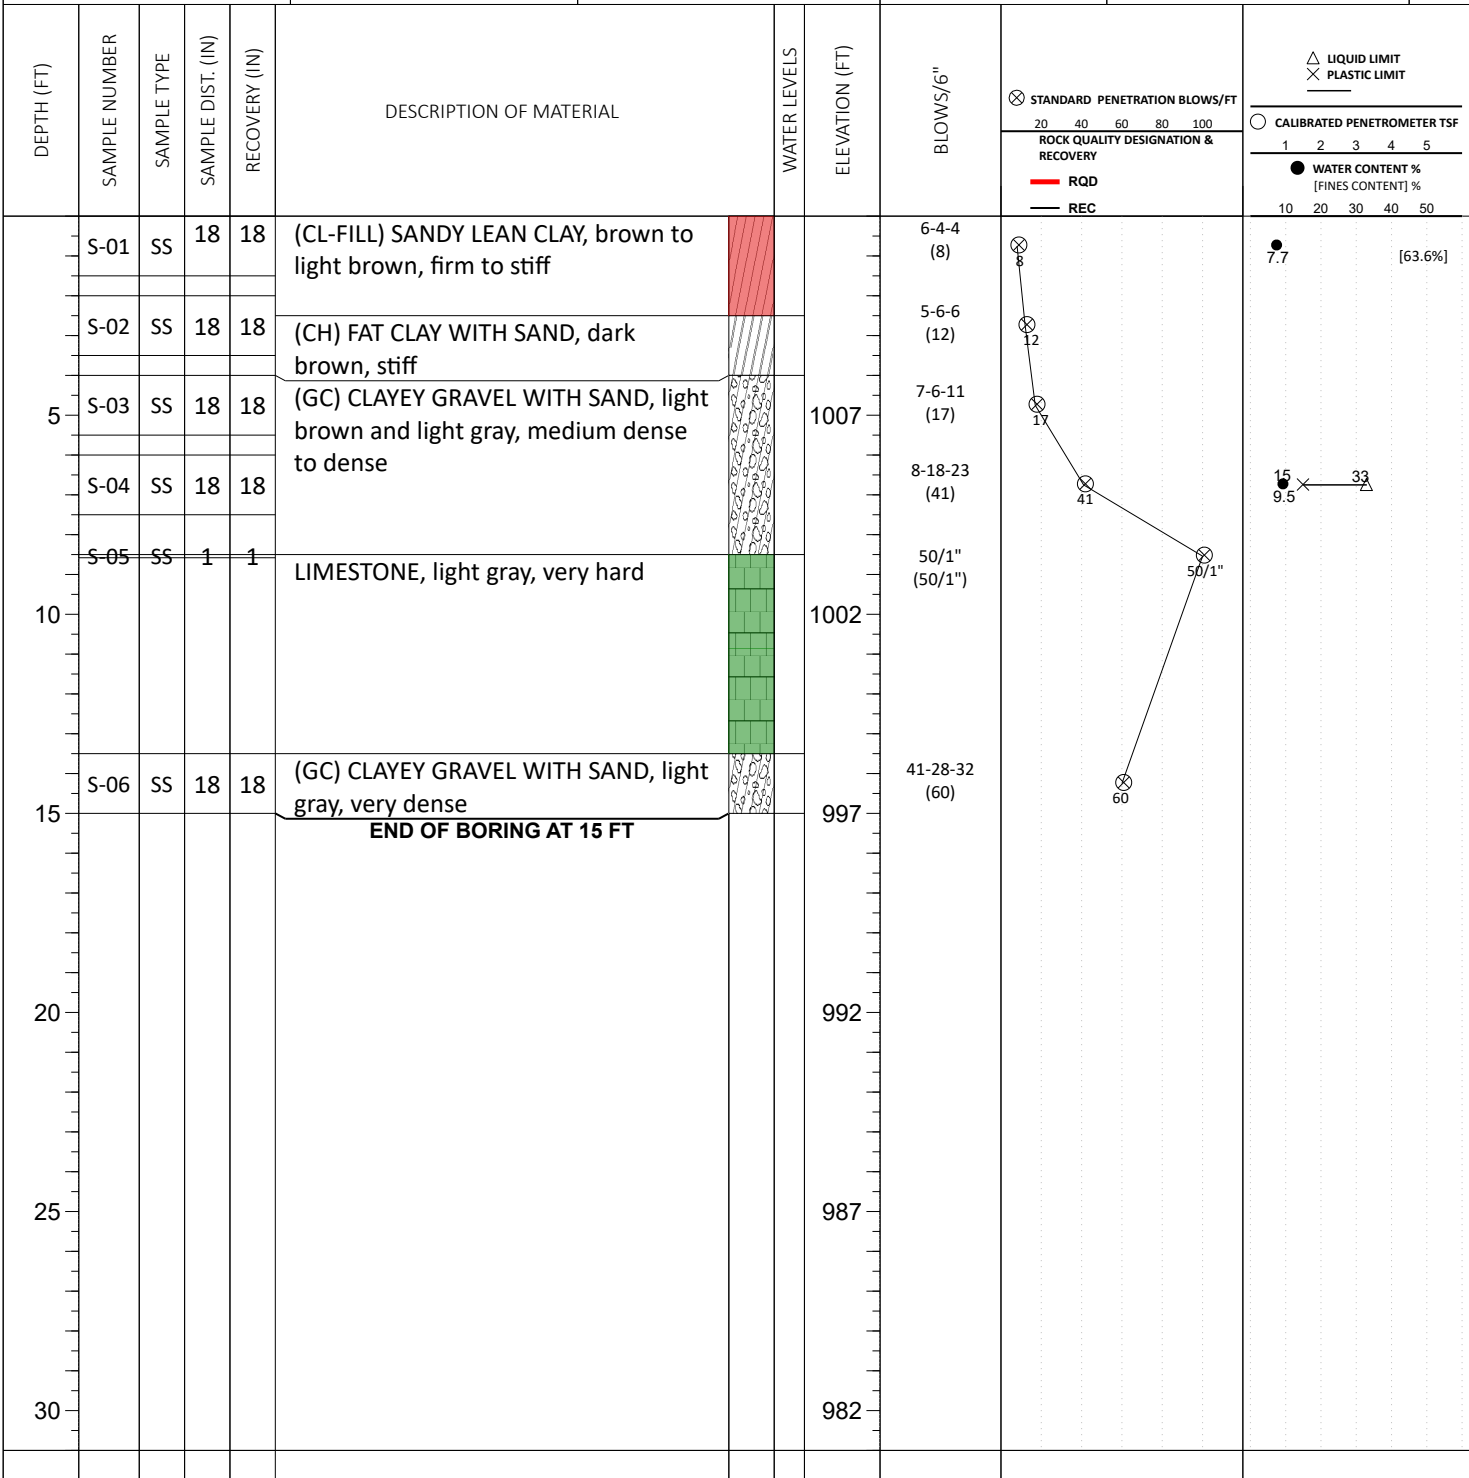 DEPTH (FT)
SAMPLE NUMBER
SAMPLE TYPE
SAMPLE DIST. (IN)
RECOVERY (IN)
DESCRIPTION OF MATERIAL
WATER LEVELS
ELEVATION (FT)
BLOWS/6"
STANDARD PENETRATION BLOWS/FT
20 40 60 80 100
ROCK QUALITY DESIGNATION &
RECOVERY
RQD
REC
LIQUID LIMIT
PLASTIC LIMIT
CALIBRATED PENETROMETER TSF
1 2 3 4 5
WATER CONTENT %
[FINES CONTENT] %
10 20 30 40 50
S-01 SS 18 18
(CL-FILL) SANDY LEAN CLAY, brown to
light brown, firm to stiff
6-4-4
(8)
8
7.7
[63.6%]
S-02 SS 18 18
(CH) FAT CLAY WITH SAND, dark
brown, stiff
5-6-6
(12)
12
5
S-03 SS 18 18
(GC) CLAYEY GRAVEL WITH SAND, light
brown and light gray, medium dense
to dense
1007
7-6-11
(17)
17
S-04 SS 18 18
8-18-23
(41)
41
15
33
9.5
S-05 SS 1 1
LIMESTONE, light gray, very hard
50/1"
(50/1")
50/1"
10
1002
S-06 SS 18 18
(GC) CLAYEY GRAVEL WITH SAND, light
gray, very dense
41-28-32
(60)
60
15
997
END OF BORING AT 15 FT
20
992
25
987
30
982